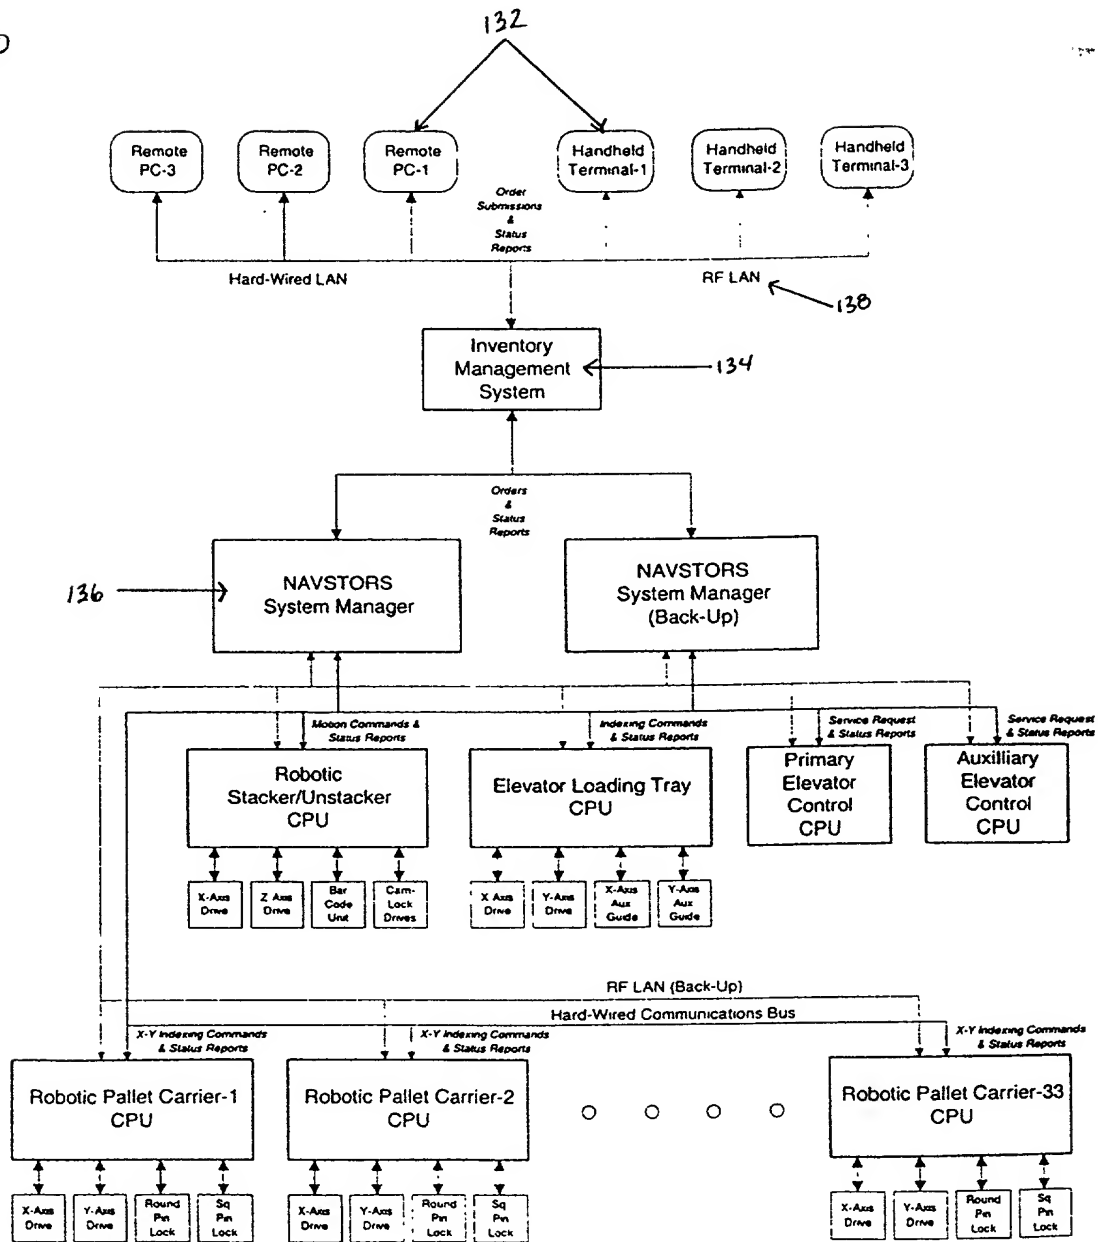 132
Remote
PC-3
Remote
PC-2
Remote
PC-1
Handheld
Terminal-1
Handheld
Terminal-2
Handheld
Terminal-3
Order
Submissions
&
Status
Reports
Hard-Wired LAN
RF LAN
138
Inventory
Management
System
134
Orders
&
Status
Reports
136
NAVSTORS
System Manager
NAVSTORS
System Manager
(Back-Up)
Motion Commands &
Status Reports
Indexing Commands
& Status Reports
Service Request
& Status Reports
Service Request
& Status Reports
Robotic
Stacker/Unstacker
CPU
Elevator Loading Tray
CPU
Primary
Elevator
Control
CPU
Auxilliary
Elevator
Control
CPU
X-Axis
Drive
Z Axis
Drive
Bar
Code
Unit
Cam-
Lock
Drives
X Axis
Drive
Y-Axis
Drive
X-Axis
Aux
Guide
Y-Axis
Aux
Guide
RF LAN (Back-Up)
Hard-Wired Communications Bus
X-Y Indexing Commands
& Status Reports
X-Y Indexing Commands
& Status Reports
X-Y Indexing Commands
& Status Reports
Robotic Pallet Carrier-1
CPU
Robotic Pallet Carrier-2
CPU
Robotic Pallet Carrier-33
CPU
X-Axis
Drive
Y-Axis
Drive
Round
Pin
Lock
Sq
Pin
Lock
X-Axis
Drive
Y-Axis
Drive
Round
Pin
Lock
Sq
Pin
Lock
X-Axis
Drive
Y-Axis
Drive
Round
Pin
Lock
Sq
Pin
Lock